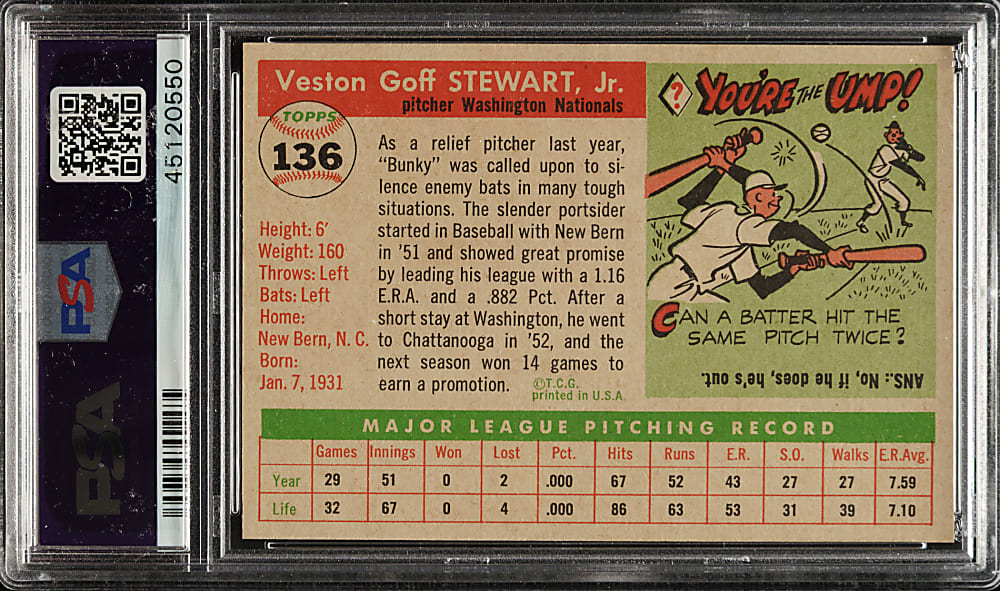 45120550
PSA
PSA
Veston Goff STEWART, Jr.
pitcher Washington Nationals
TOPPS
136
Height: 6'
Weight: 160
Throws: Left
Bats: Left
Home:
New Bern, N. C.
Born:
Jan. 7, 1931
As a relief pitcher last year,
"Bunky" was called upon to si-
lence enemy bats in many tough
situations. The slender portsider
started in Baseball with New Bern
in '51 and showed great promise
by leading his league with a 1.16
E.R.A. and a .882 Pct. After a
short stay at Washington, he went
to Chattanooga in '52, and the
next season won 14 games to
earn a promotion.
©T.C.G.
printed in U.S.A
? YOU'RE THE UMP!
CAN A BATTER HIT THE
SAME PITCH TWICE?
ANS.: No, if he does, he's out.
MAJOR LEAGUE PITCHING RECORD
Games Innings Won Lost Pct. Hits Runs E.R. S.O. Walks E.R.Avg.
Year 29 51 0 2 .000 67 52 43 27 27 7.59
Life 32 67 0 4 .000 86 63 53 31 39 7.10